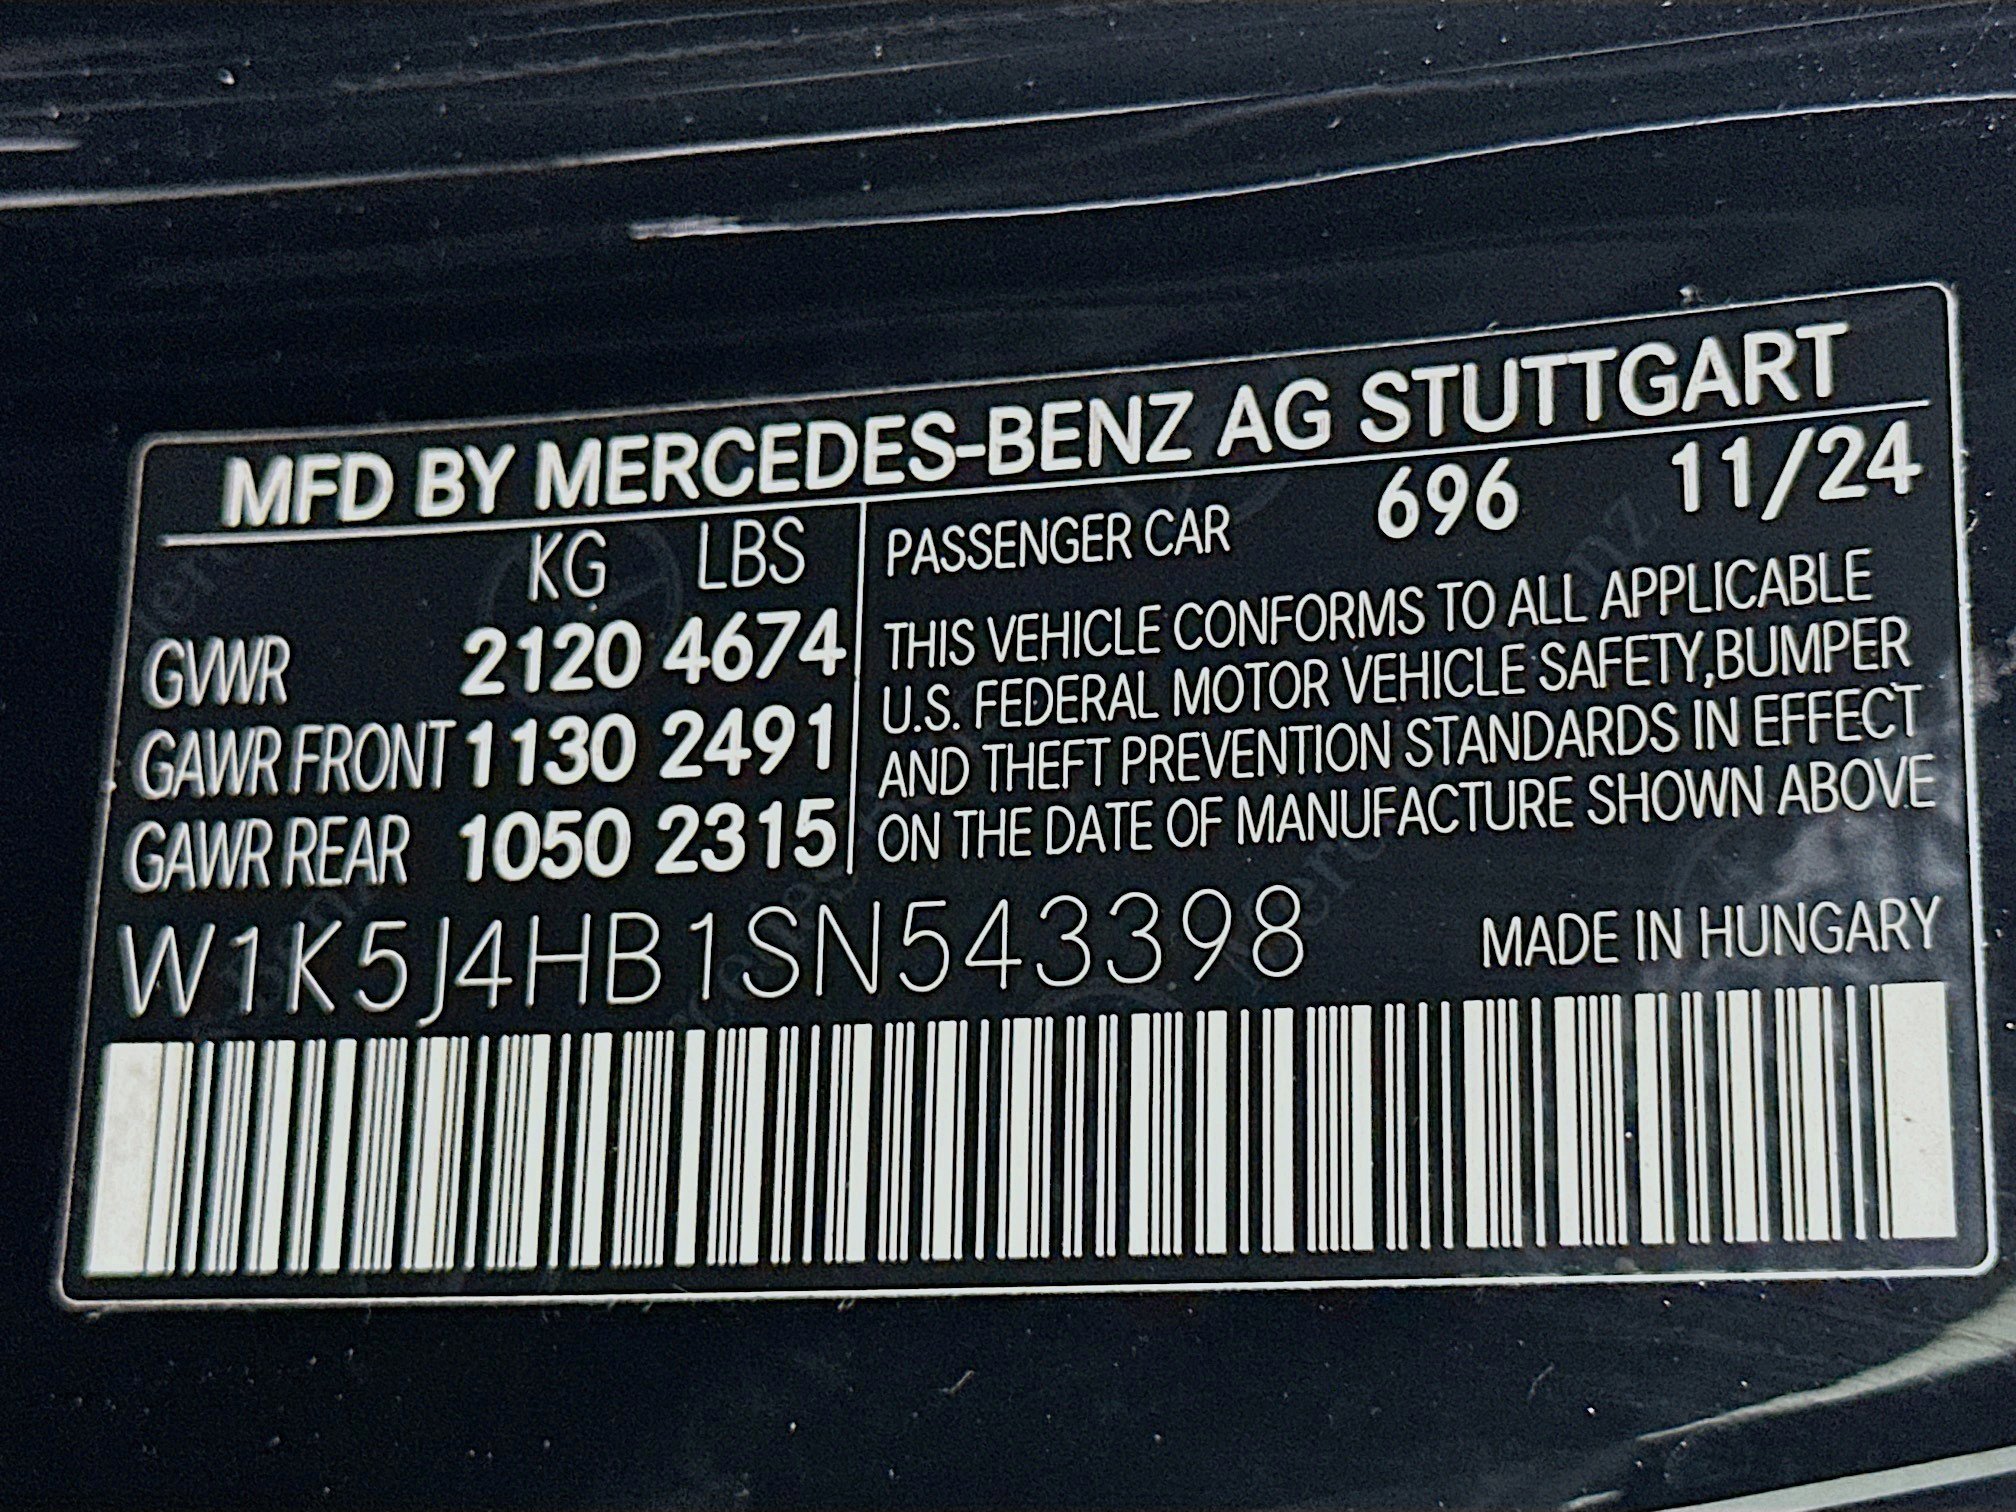 MFD BY MERCEDES-BENZ AG STUTTGART
KG LBS
GVWR 2120 4674
GAWR FRONT 1130 2491
GAWR REAR 1050 2315
PASSENGER CAR 696 11/24
THIS VEHICLE CONFORMS TO ALL APPLICABLE
U.S. FEDERAL MOTOR VEHICLE SAFETY,BUMPER
AND THEFT PREVENTION STANDARDS IN EFFECT
ON THE DATE OF MANUFACTURE SHOWN ABOVE
W1K5J4HB1SN543398 MADE IN HUNGARY